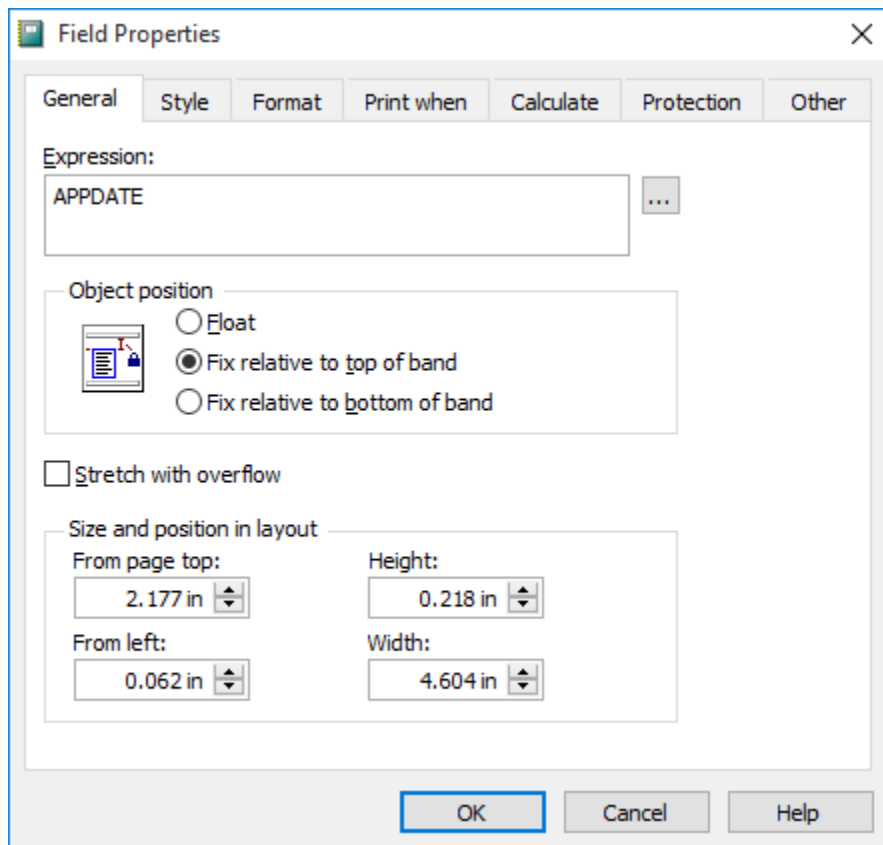 Field Properties
General Style Format Print when Calculate Protection Other
Expression:
APPDATE
...
Object position
Float
Fix relative to top of band
Fix relative to bottom of band
Stretch with overflow
Size and position in layout
From page top: Height:
2.177 in 0.218 in
From left: Width:
0.062 in 4.604 in
OK Cancel Help